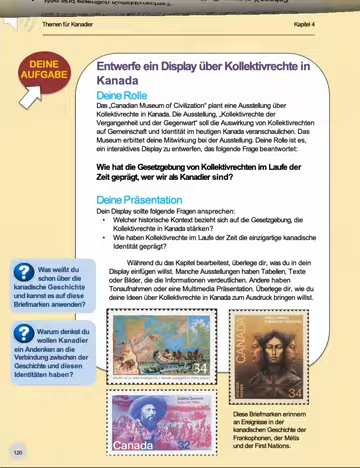 Themen für Kanadier
Kapitel 4
DEINE
AUFGABE
Entwerfe ein Display über Kollektivrechte in
Kanada
Deine Rolle
Das „Canadian Museum of Civilization" plant eine Ausstellung über
Kollektivrechte in Kanada. Die Ausstellung, „Kollektivrechte der
Vergangenheit und der Gegenwart" soll die Auswirkung von Kollektivrechten
auf Gemeinschaft und Identität im heutigen Kanada veranschaulichen. Das
Museum erbittet deine Mitwirkung bei der Ausstellung. Deine Rolle ist es,
ein interaktives Display zu entwerfen, das folgende Frage beantwortet:
Wie hat die Gesetzgebung von Kollektivrechten im Laufe der
Zeit geprägt, wer wir als Kanadier sind?
Deine Präsentation
Dein Display sollte folgende Fragen ansprechen:
• Welcher historische Kontext bezieht sich auf die Gesetzgebung, die
Kollektivrechte in Kanada stärken?
• Wie haben Kollektivrechte im Laufe der Zeit die einzigartige kanadische
Identität geprägt?
Während du das Kapitel bearbeitest, überlege dir, was du in dein
Display einfügen willst. Manche Ausstellungen haben Tabellen, Texte
oder Bilder, die die Informationen verdeutlichen. Andere haben
Tonaufnahmen oder eine Multimedia Präsentation. Überlege dir, wie du
deine Ideen über Kollektivrechte in Kanada zum Ausdruck bringen willst.
? Was weißt du
schon über die
kanadische Geschichte
und kannst es auf diese
Briefmarken anwenden?
? Warum denkst du
wollen Kanadier
ein Andenken an die
Verbindung zwischen der
Geschichte und diesen
Identitäten haben?
34
CANADA
34
Gabriel Dumont
Canada 32
Diese Briefmarken erinnern
an Ereignisse in der
kanadischen Geschichte der
Frankophonen, der Métis
und der First Nations.
120